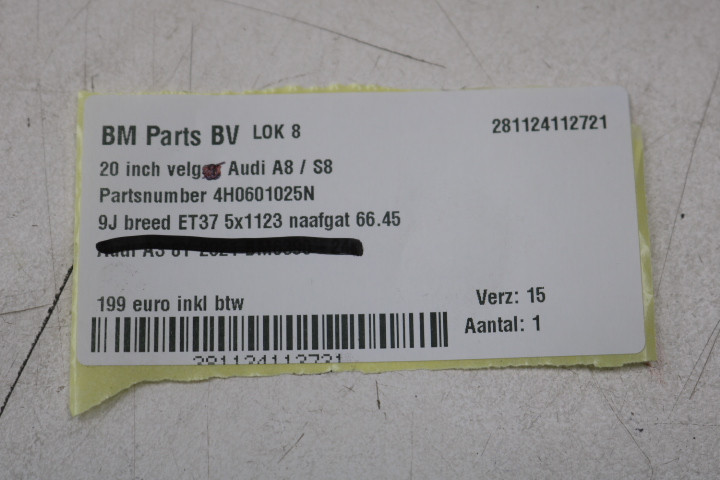 BM Parts BV LOK 8 281124112721
20 inch velg Audi A8 / S8
Partsnumber 4H0601025N
9J breed ET37 5x1123 naafgat 66.45
199 euro inkl btw
Verz: 15
Aantal: 1
281124112721